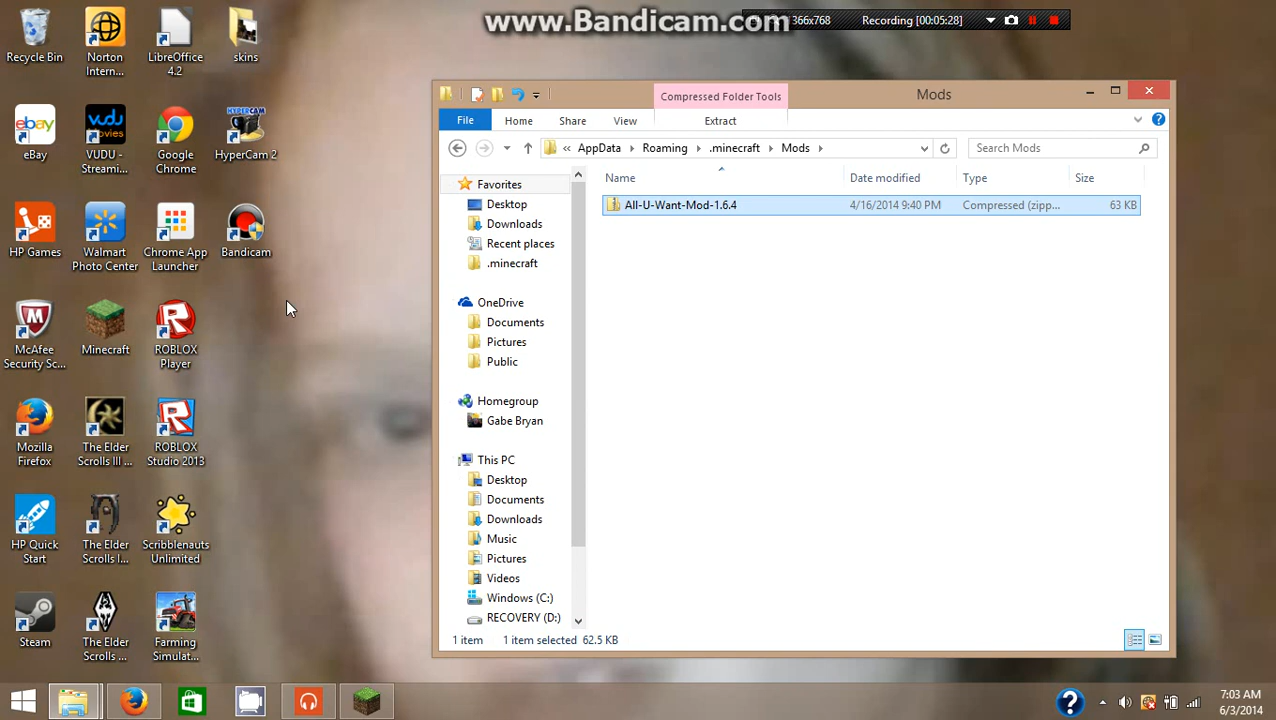 www.Bandicam.com
1366x768
Recording [00:05:28]
Recycle Bin
Norton Intern...
LibreOffice 4.2
skins
eBay
VUDU - Streami...
Google Chrome
HYPERCAM
HyperCam 2
HP Games
Walmart Photo Center
Chrome App Launcher
Bandicam
McAfee Security Sc...
Minecraft
ROBLOX Player
Mozilla Firefox
The Elder Scrolls III ...
ROBLOX Studio 2013
HP Quick Start
The Elder Scrolls I...
Scribblenauts Unlimited
Steam
The Elder Scrolls ...
Farming Simulat...
Compressed Folder Tools
Mods
File Home Share View Extract
« AppData Roaming .minecraft Mods
Search Mods
Name Date modified Type Size
All-U-Want-Mod-1.6.4 4/16/2014 9:40 PM Compressed (zipp... 63 KB
Favorites
Desktop
Downloads
Recent places
.minecraft
OneDrive
Documents
Pictures
Public
Homegroup
Gabe Bryan
This PC
Desktop
Documents
Downloads
Music
Pictures
Videos
Windows (C:)
RECOVERY (D:)
1 item 1 item selected 62.5 KB
7:03 AM
6/3/2014